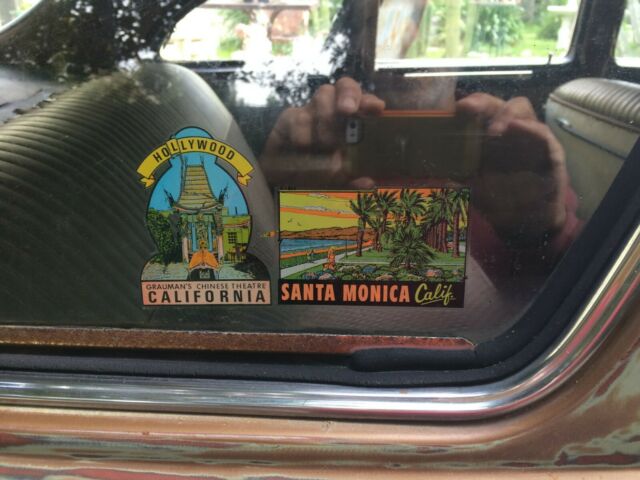 HOLLYWOOD
GRAUMAN'S CHINESE THEATRE
CALIFORNIA
SANTA MONICA Calif.